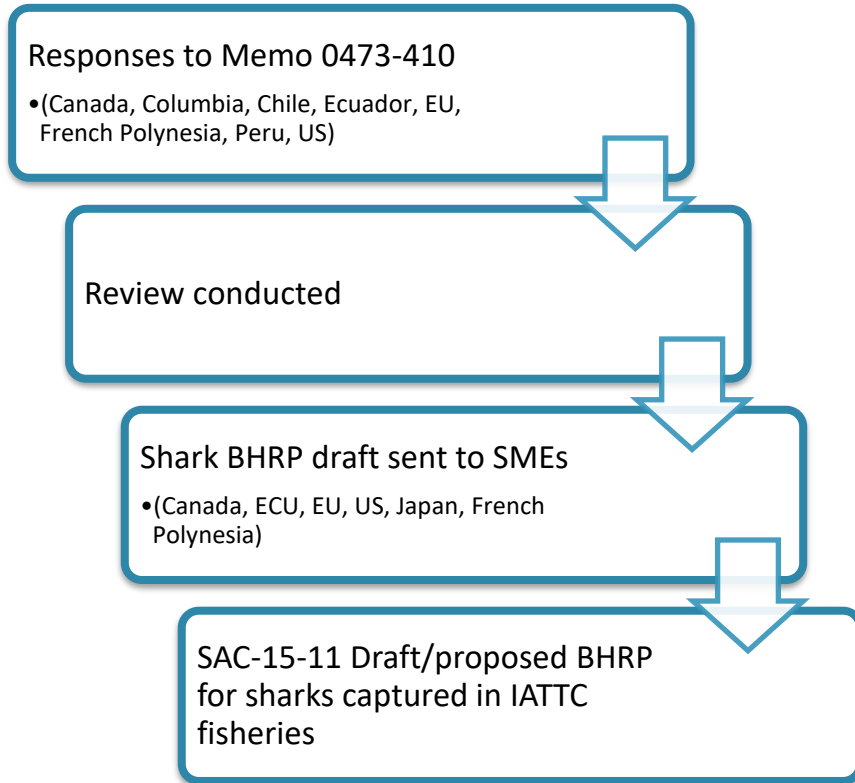 Responses to Memo 0473-410
•(Canada, Columbia, Chile, Ecuador, EU,
French Polynesia, Peru, US)
Review conducted
Shark BHRP draft sent to SMEs
•(Canada, ECU, EU, US, Japan, French
Polynesia)
SAC-15-11 Draft/proposed BHRP
for sharks captured in IATTC
fisheries